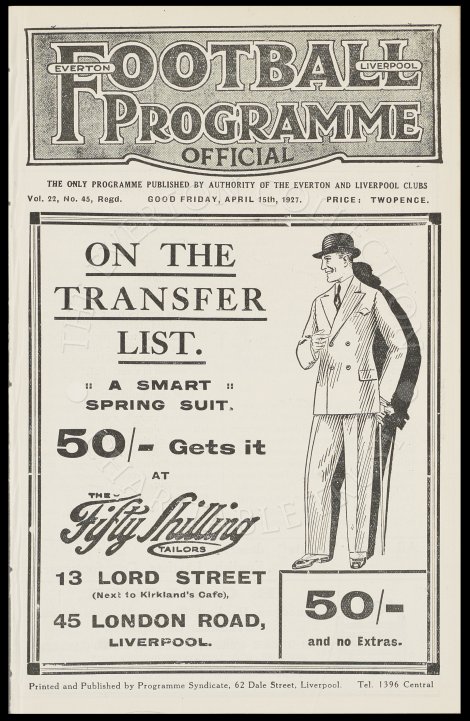 EVERTON
LIVERPOOL
FOOTBALL
PROGRAMME
OFFICIAL
THE ONLY PROGRAMME PUBLISHED BY AUTHORITY OF THE EVERTON AND LIVERPOOL CLUBS
Vol. 22, No. 45, Regd. GOOD FRIDAY, APRIL 15th, 1927. PRICE: TWOPENCE.
ON THE
TRANSFER
LIST.
:: A SMART ::
SPRING SUIT.
50/- Gets it
AT
THE
Fifty Shilling
TAILORS
13 LORD STREET
(Next to Kirkland's Cafe),
45 LONDON ROAD,
LIVERPOOL.
50/-
and no Extras.
Printed and Published by Programme Syndicate, 62 Dale Street, Liverpool. Tel. 1396 Central